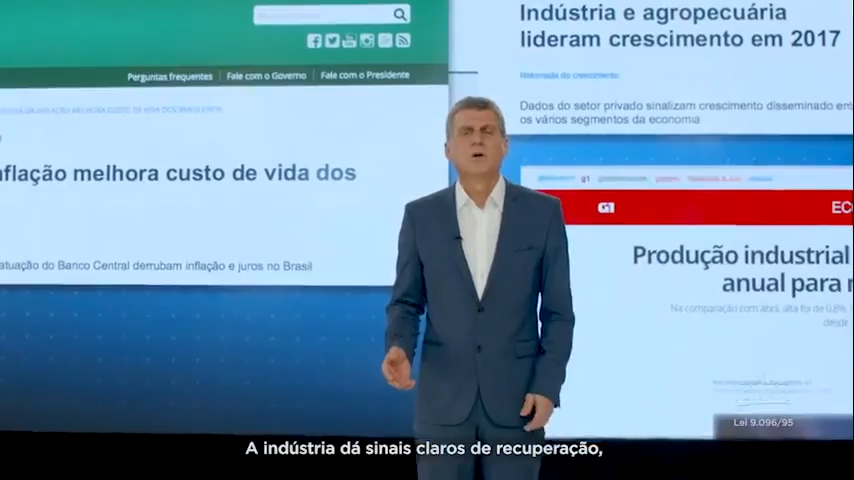 Perguntas frequentes | Fale com o Governo | Fale com o Presidente
nflação melhora custo de vida dos
atuação do Banco Central derrubam inflação e juros no Brasil
Indústria e agropecuária
lideram crescimento em 2017
Retomada do crescimento
Dados do setor privado sinalizam crescimento disseminado em
os vários segmentos da economia
g1
G1
ECO
Produção industrial
anual para
Na comparação com abril, alta foi de 0,8%
desde
Lei 9.096/95
A indústria dá sinais claros de recuperação,